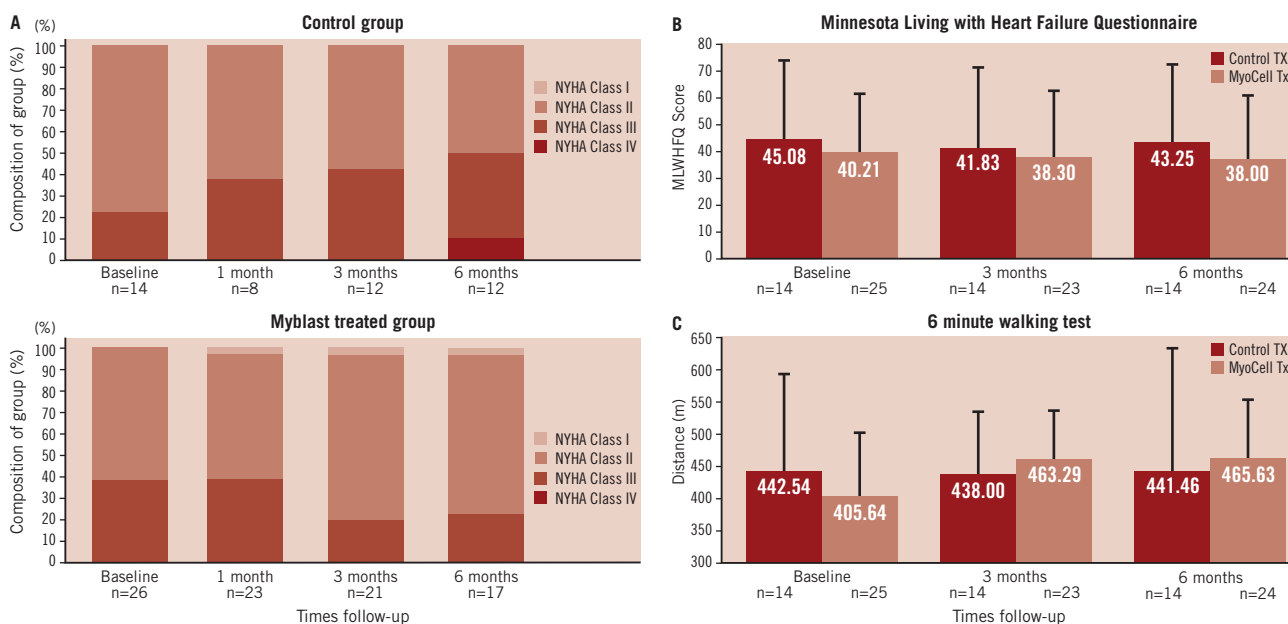 A (%) Control group
Composition of group (%)
100
90
80
70
60
50
40
30
20
10
0
NYHA Class I
NYHA Class II
NYHA Class III
NYHA Class IV
Baseline 1 month 3 months 6 months
n=14 n=8 n=12 n=12
(%) Myblast treated group
Composition of group (%)
100
90
80
70
60
50
40
30
20
10
0
NYHA Class I
NYHA Class II
NYHA Class III
NYHA Class IV
Baseline 1 month 3 months 6 months
n=26 n=23 n=21 n=17
Times follow-up
B Minnesota Living with Heart Failure Questionnaire
MLWHFQ Score
80
70
60
50
40
30
20
10
0
Control TX
MyoCell Tx
45.08 40.21 41.83 38.30 43.25 38.00
Baseline 3 months 6 months
n=14 n=25 n=14 n=23 n=14 n=24
C 6 minute walking test
Distance (m)
650
600
550
500
450
400
350
300
Control TX
MyoCell Tx
442.54 405.64 438.00 463.29 441.46 465.63
Baseline 3 months 6 months
n=14 n=25 n=14 n=23 n=14 n=24
Times follow-up